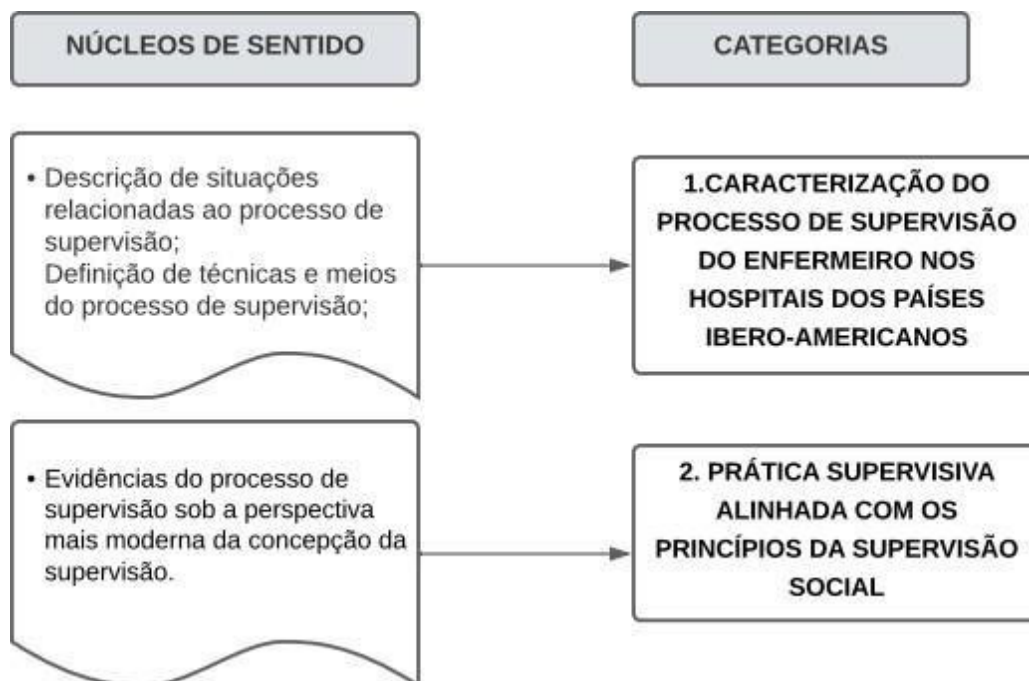 NÚCLEOS DE SENTIDO
CATEGORIAS
• Descrição de situações
relacionadas ao processo de
supervisão;
Definição de técnicas e meios
do processo de supervisão;
1.CARACTERIZAÇÃO DO
PROCESSO DE SUPERVISÃO
DO ENFERMEIRO NOS
HOSPITAIS DOS PAÍSES
IBERO-AMERICANOS
• Evidências do processo de
supervisão sob a perspectiva
mais moderna da concepção da
supervisão.
2. PRÁTICA SUPERVISIVA
ALINHADA COM OS
PRINCÍPIOS DA SUPERVISÃO
SOCIAL